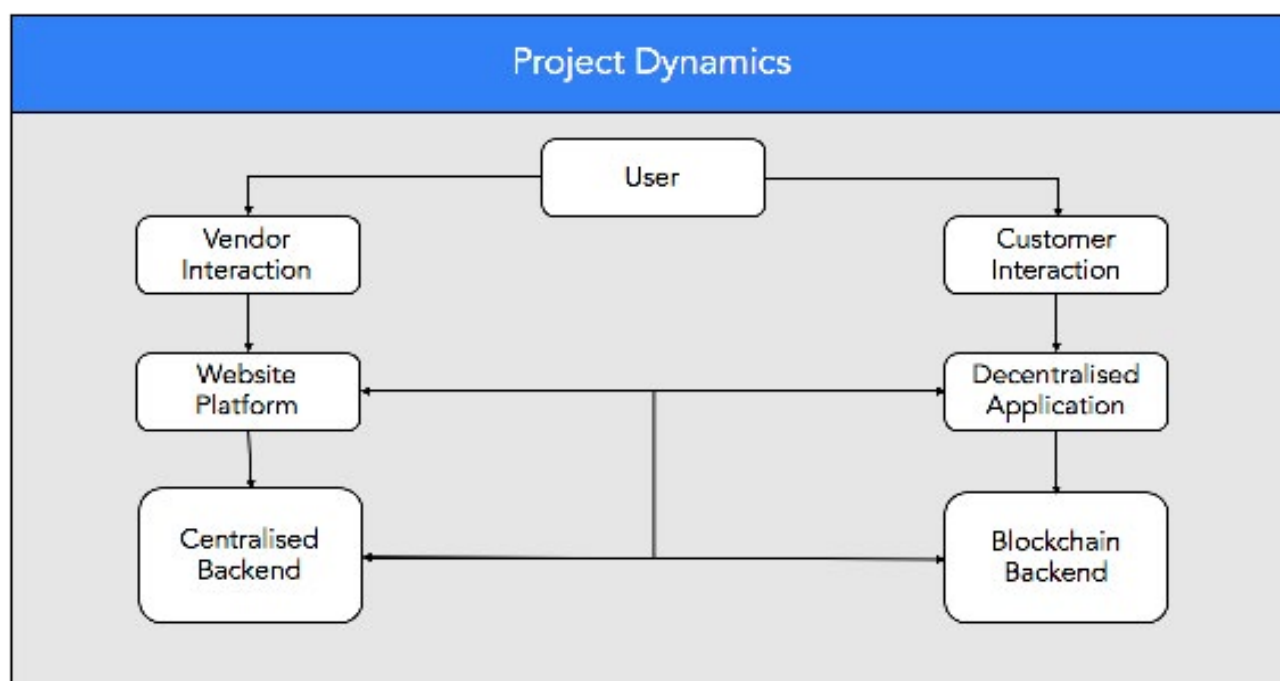 Project Dynamics
User
Vendor
Interaction
Customer
Interaction
Website
Platform
Decentralised
Application
Centralised
Backend
Blockchain
Backend